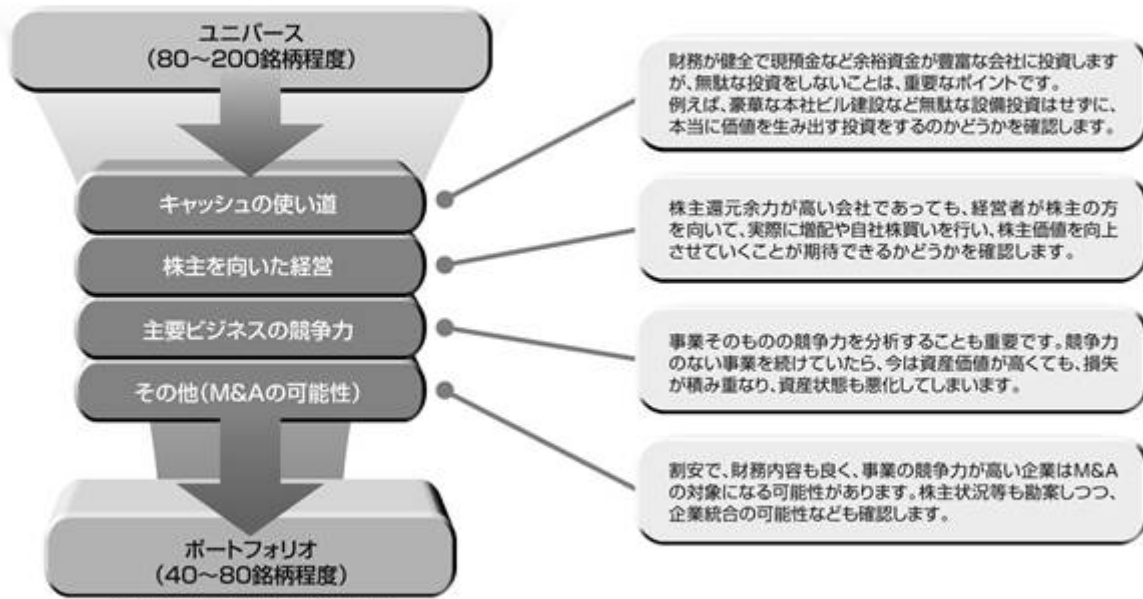 ユニバース
(80～200銘柄程度)
キャッシュの使い道
株主を向いた経営
主要ビジネスの競争力
その他(M&Aの可能性)
ポートフォリオ
(40～80銘柄程度)
財務が健全で現預金など余裕資金が豊富な会社に投資します
が、無駄な投資をしないことは、重要なポイントです。
例えば、豪華な本社ビル建設など無駄な設備投資はせずに、
本当に価値を生み出す投資をするのかどうかを確認します。
株主還元余力が高い会社であっても、経営者が株主の方
を向いて、実際に増配や自社株買いを行い、株主価値を向上
させていくことが期待できるかどうかを確認します。
事業そのものの競争力を分析することも重要です。競争力
のない事業を続けていたら、今は資産価値が高くても、損失
が積み重なり、資産状態も悪化してしまいます。
割安で、財務内容も良く、事業の競争力が高い企業はM&A
の対象になる可能性があります。株主状況等も勘案しつつ、
企業統合の可能性なども確認します。